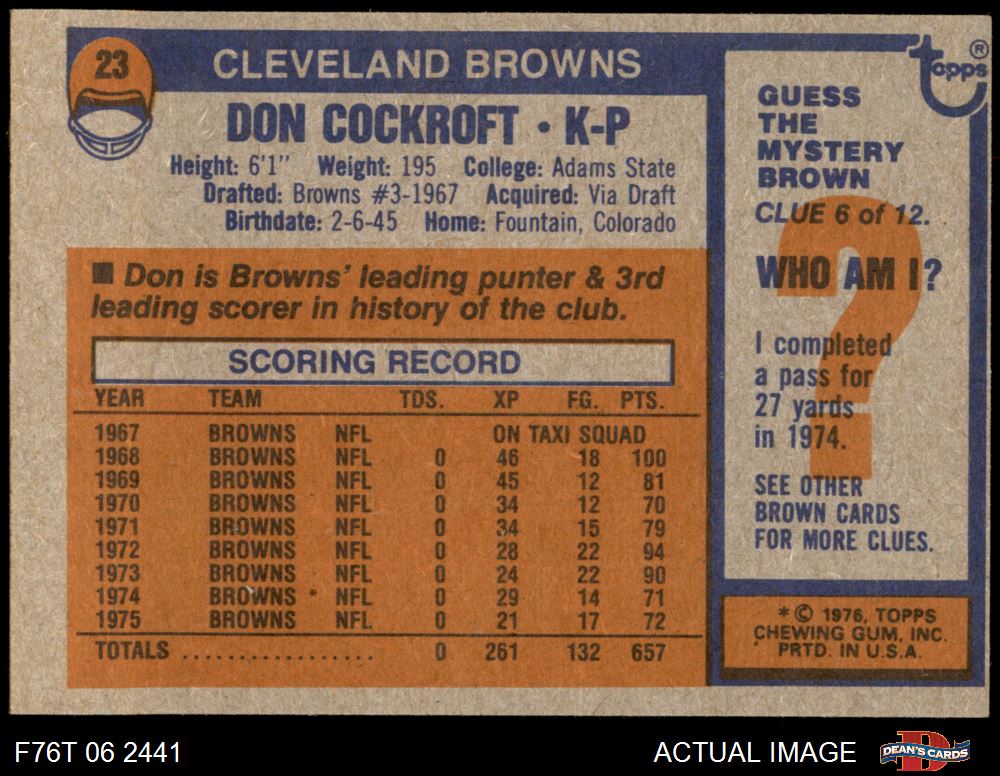 23
CLEVELAND BROWNS
DON COCKROFT • K-P
Height: 6'1" Weight: 195 College: Adams State
Drafted: Browns #3-1967 Acquired: Via Draft
Birthdate: 2-6-45 Home: Fountain, Colorado
■ Don is Browns' leading punter & 3rd
leading scorer in history of the club.
SCORING RECORD
YEAR TEAM TDS. XP FG. PTS.
1967 BROWNS NFL ON TAXI SQUAD
1968 BROWNS NFL 0 46 18 100
1969 BROWNS NFL 0 45 12 81
1970 BROWNS NFL 0 34 12 70
1971 BROWNS NFL 0 34 15 79
1972 BROWNS NFL 0 28 22 94
1973 BROWNS NFL 0 24 22 90
1974 BROWNS NFL 0 29 14 71
1975 BROWNS NFL 0 21 17 72
TOTALS .................. 0 261 132 657
topps ®
GUESS
THE
MYSTERY
BROWN
CLUE 6 of 12.
WHO AM I?
I completed
a pass for
27 yards
in 1974.
SEE OTHER
BROWN CARDS
FOR MORE CLUES.
* © 1976, TOPPS
CHEWING GUM, INC.
PRTD. IN U.S.A.
F76T 06 2441
ACTUAL IMAGE
DEAN'S CARDS